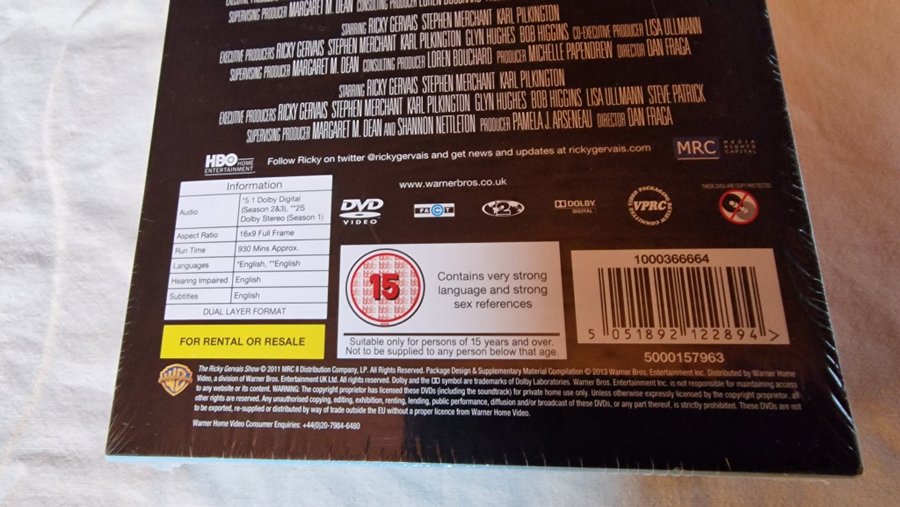 SUPERVISING PRODUCER MARGARET M. DEAN CONSULTING PRODUCER
STARRING RICKY GERVAIS STEPHEN MERCHANT KARL PILKINGTON
EXECUTIVE PRODUCERS RICKY GERVAIS STEPHEN MERCHANT KARL PILKINGTON GLYN HUGHES BOB HIGGINS CO-EXECUTIVE PRODUCER LISA ULLMANN
SUPERVISING PRODUCER MARGARET M. DEAN CONSULTING PRODUCER LOREN BOUCHARD PRODUCER MICHELLE PAPENDREW DIRECTOR DAN FRAGA
STARRING RICKY GERVAIS STEPHEN MERCHANT KARL PILKINGTON
EXECUTIVE PRODUCERS RICKY GERVAIS STEPHEN MERCHANT KARL PILKINGTON GLYN HUGHES BOB HIGGINS LISA ULLMANN STEVE PATRICK
SUPERVISING PRODUCER MARGARET M. DEAN AND SHANNON NETTLETON PRODUCER PAMELA J. ARSENEAU DIRECTOR DAN FRAGA
HBO HOME ENTERTAINMENT
Follow Ricky on twitter @rickygervais and get news and updates at rickygervais.com
MRC MEDIA RIGHTS CAPITAL
www.warnerbros.co.uk
Information
Audio *5.1 Dolby Digital
(Season 2&3), **2S
Dolby Stereo (Season 1)
Aspect Ratio 16x9 Full Frame
Run Time 930 Mins Approx.
Languages *English, **English
Hearing Impaired English
Subtitles English
DUAL LAYER FORMAT
FOR RENTAL OR RESALE
DVD VIDEO
FACT
2
DOLBY DIGITAL
VIDEO PACKAGING REVIEW COMMITTEE
VPRC
THESE DVDs ARE COPY PROTECTED
bbfc
15
Contains very strong
language and strong
sex references
Suitable only for persons of 15 years and over.
Not to be supplied to any person below that age.
1000366664
5 051892 122894 >
5000157963
WB
The Ricky Gervais Show © 2011 MRC II Distribution Company, LP. All Rights Reserved. Package Design & Supplementary Material Compilation © 2013 Warner Bros. Entertainment Inc. Distributed by Warner Home
Video, a division of Warner Bros. Entertainment UK Ltd. All rights reserved. Dolby and the DD symbol are trademarks of Dolby Laboratories. Warner Bros. Entertainment Inc. is not responsible for maintaining access
to any website or its content. WARNING: The copyright proprietor has licensed these DVDs (including the soundtrack) for private home use only. Unless otherwise expressly licensed by the copyright proprietor, all
other rights are reserved. Any unauthorised copying, editing, exhibition, renting, lending, public performance, diffusion and/or broadcast of these DVDs, or any part thereof, is strictly prohibited. These DVDs are not
to be exported, re-supplied or distributed by way of trade outside the EU without a proper licence from Warner Home Video.
Warner Home Video Consumer Enquiries: +44(0)20-7984-6480